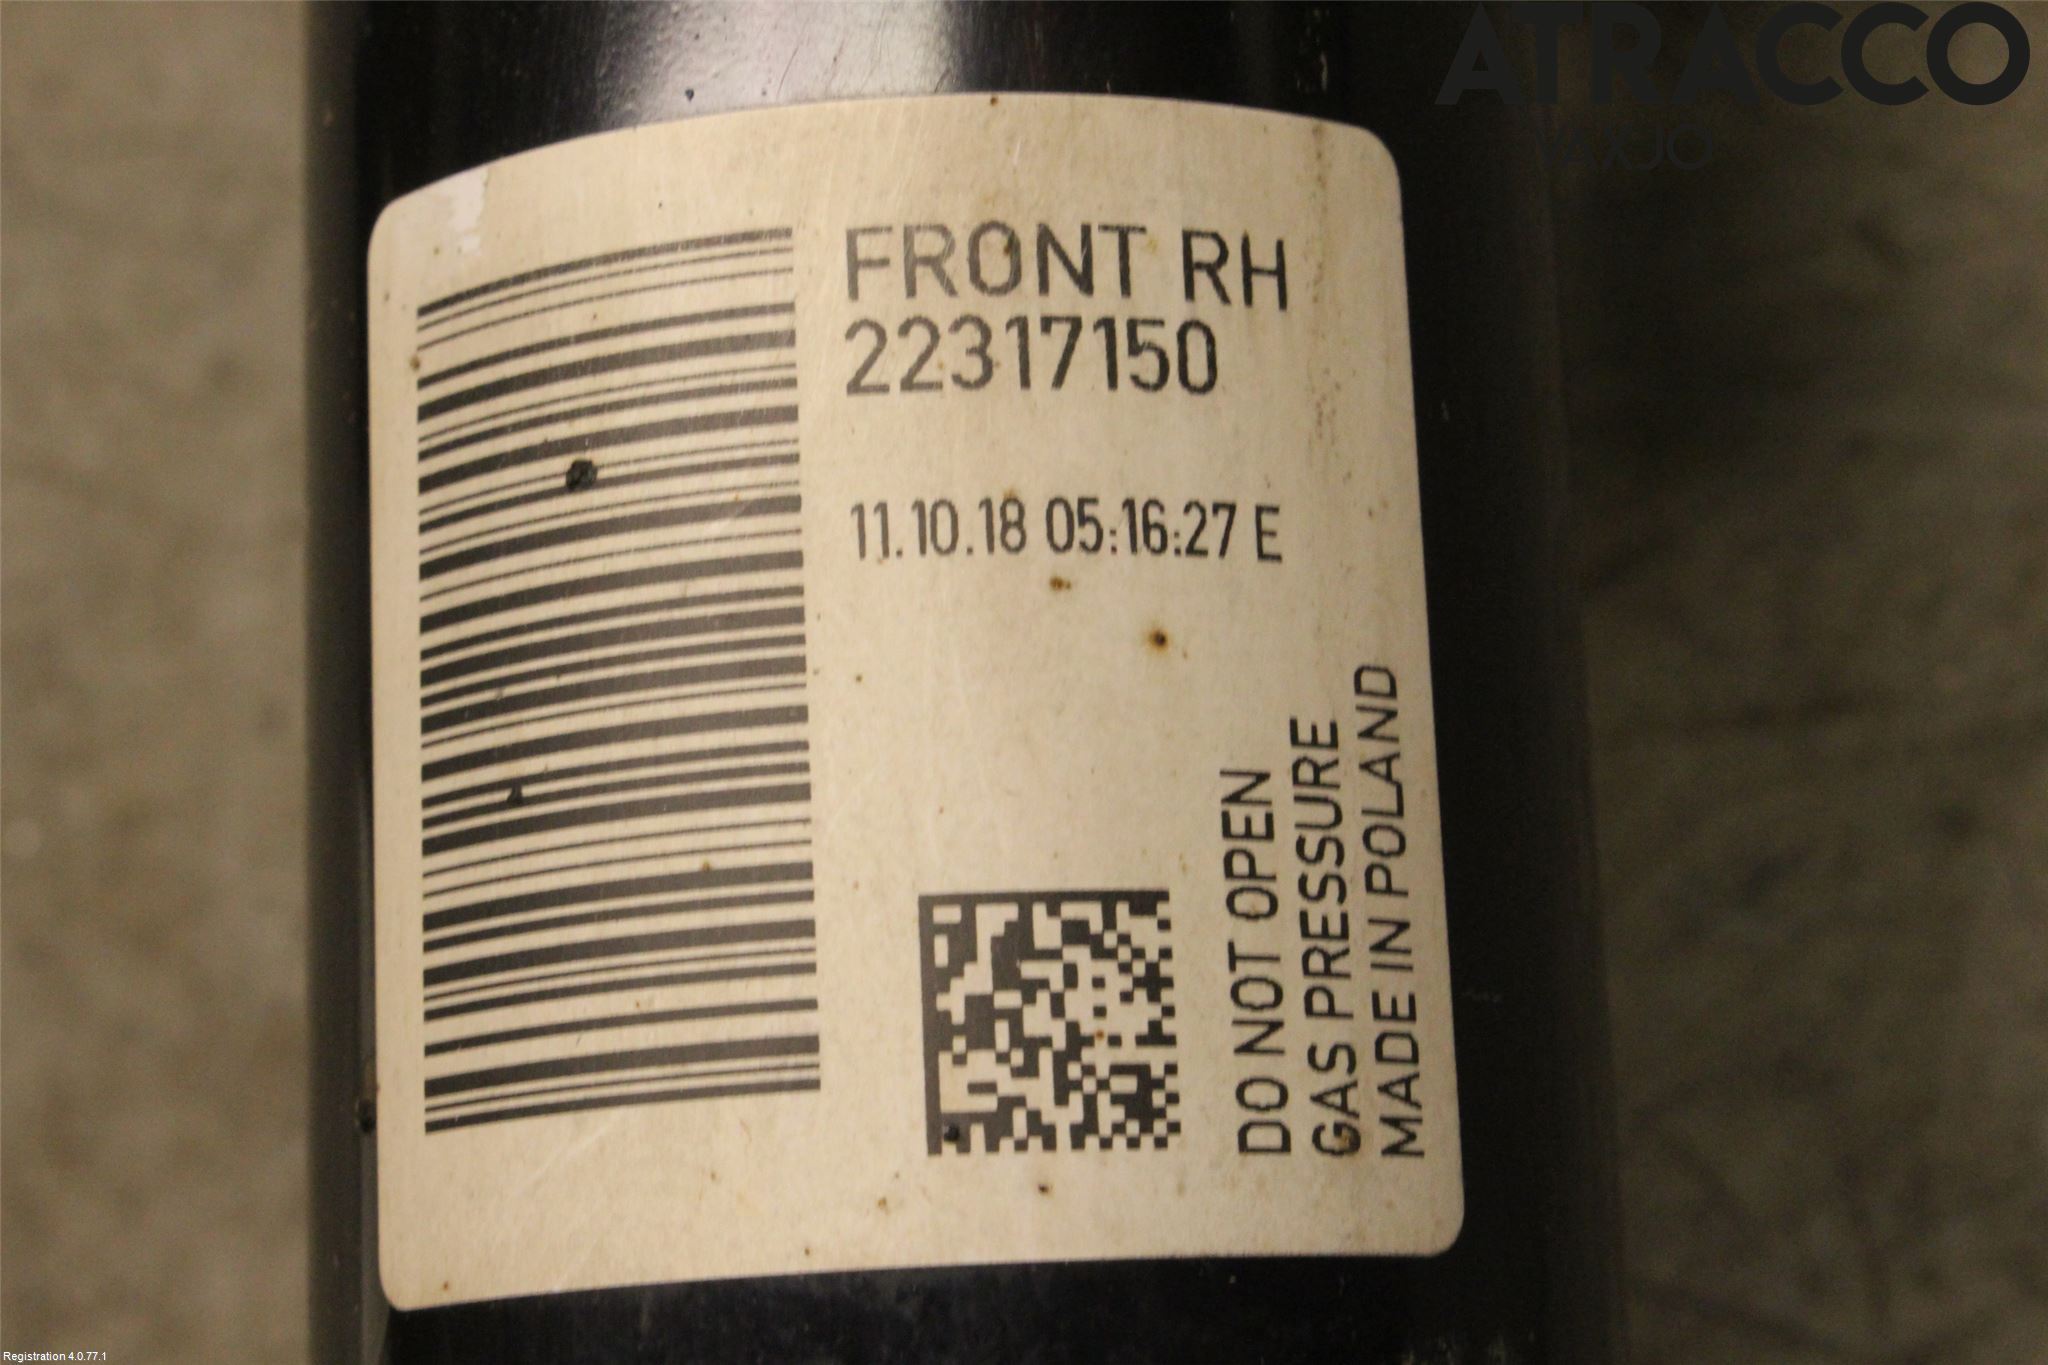 ATRACCO
VÄXJÖ
FRONT RH
22317150
11.10.18 05:16:27 E
DO NOT OPEN
GAS PRESSURE
MADE IN POLAND
Registration 4.0.77.1